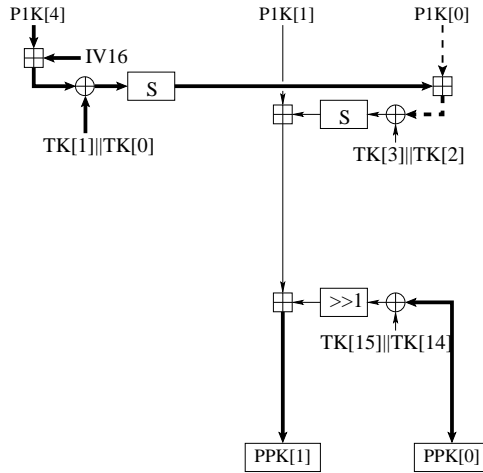 P1K[4] P1K[1] P1K[0]
IV16
S
S
TK[1]||TK[0]
TK[3]||TK[2]
>>1
TK[15]||TK[14]
PPK[1] PPK[0]